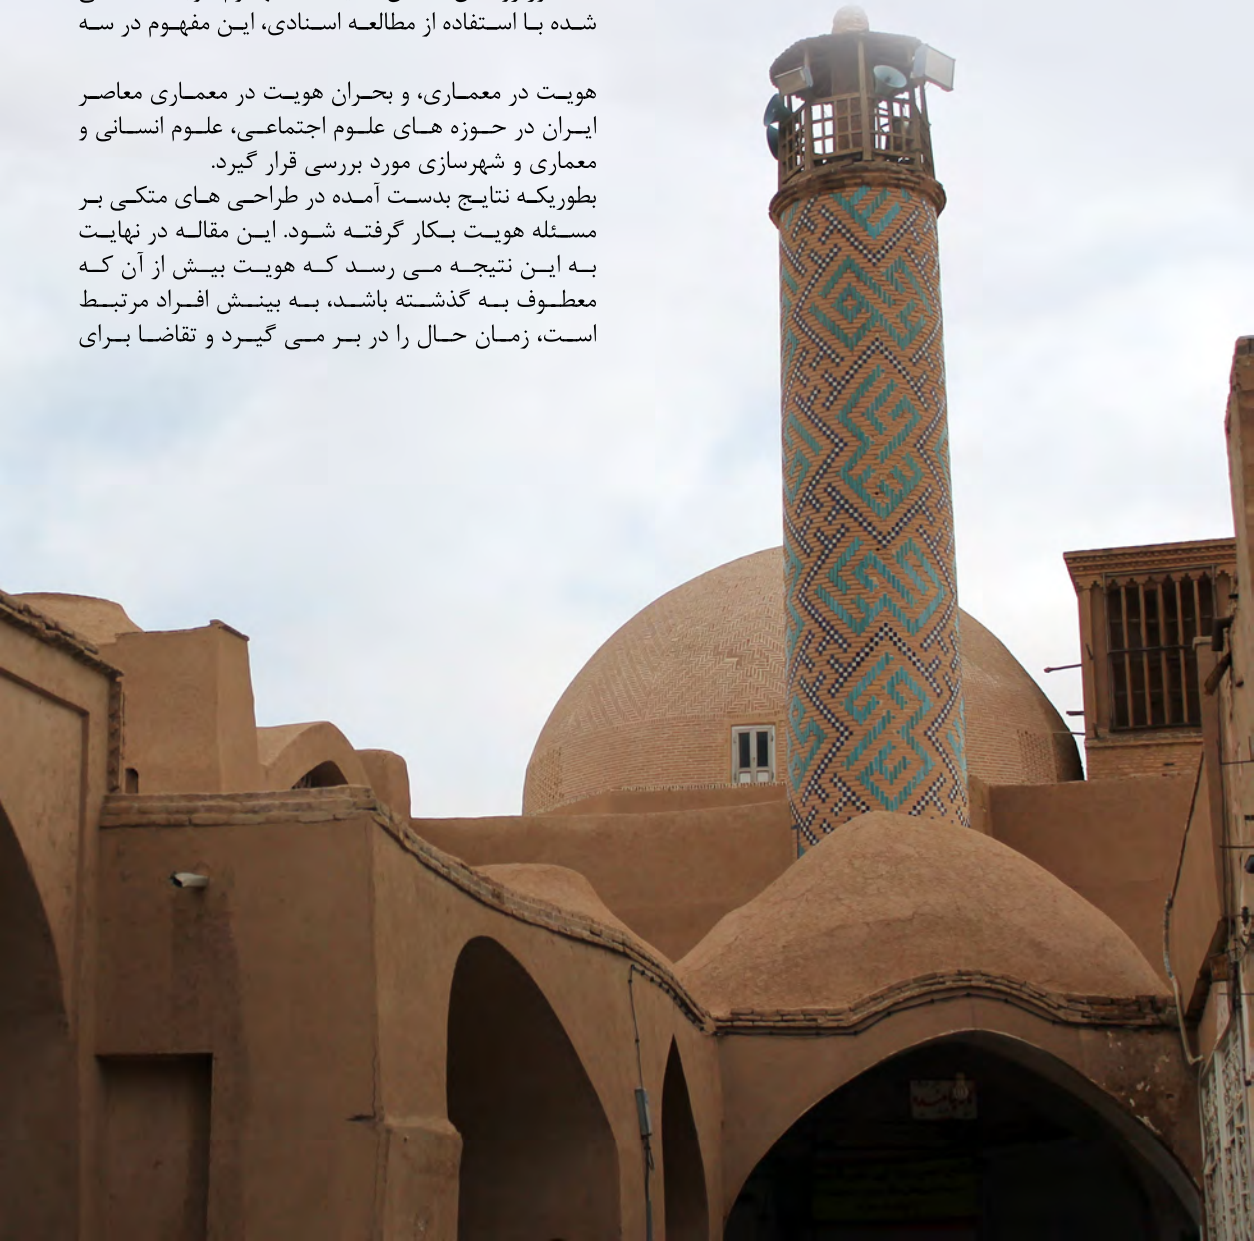 شده با استفاده از مطالعه اسنادی، این مفهوم در سه
هویت در معماری، و بحران هویت در معماری معاصر
ایران در حوزه های علوم اجتماعی، علوم انسانی و
معماری و شهرسازی مورد بررسی قرار گیرد.
بطوریکه نتایج بدست آمده در طراحی های متکی بر
مسئله هویت بکار گرفته شود. این مقاله در نهایت
به این نتیجه می رسد که هویت بیش از آن که
معطوف به گذشته باشد، به بینش افراد مرتبط
است، زمان حال را در بر می گیرد و تقاضا برای